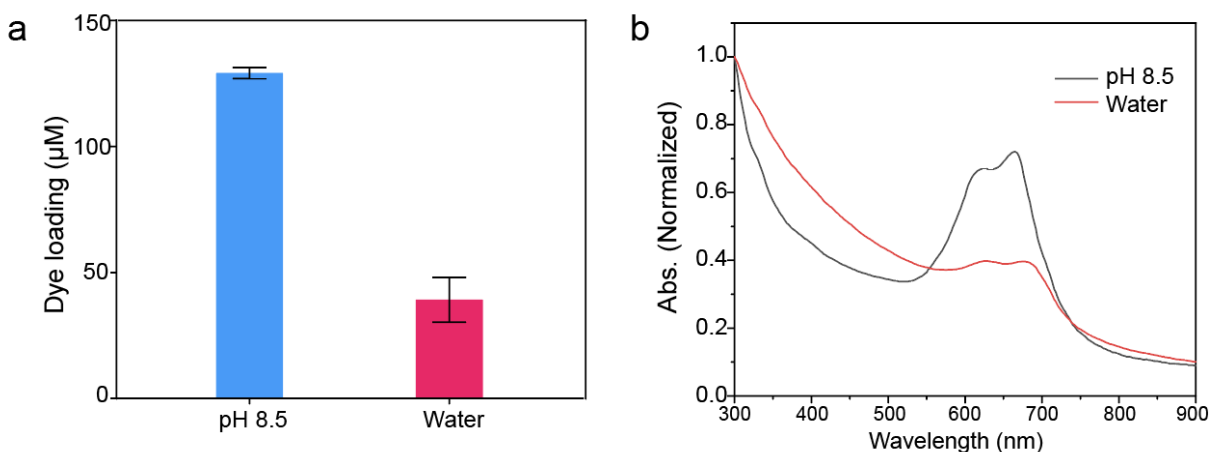 a
Dye loading (µM)
150
100
50
0
pH 8.5
Water
b
Abs. (Normalized)
1.0
0.8
0.6
0.4
0.2
0.0
pH 8.5
Water
300
400
500
600
700
800
900
Wavelength (nm)